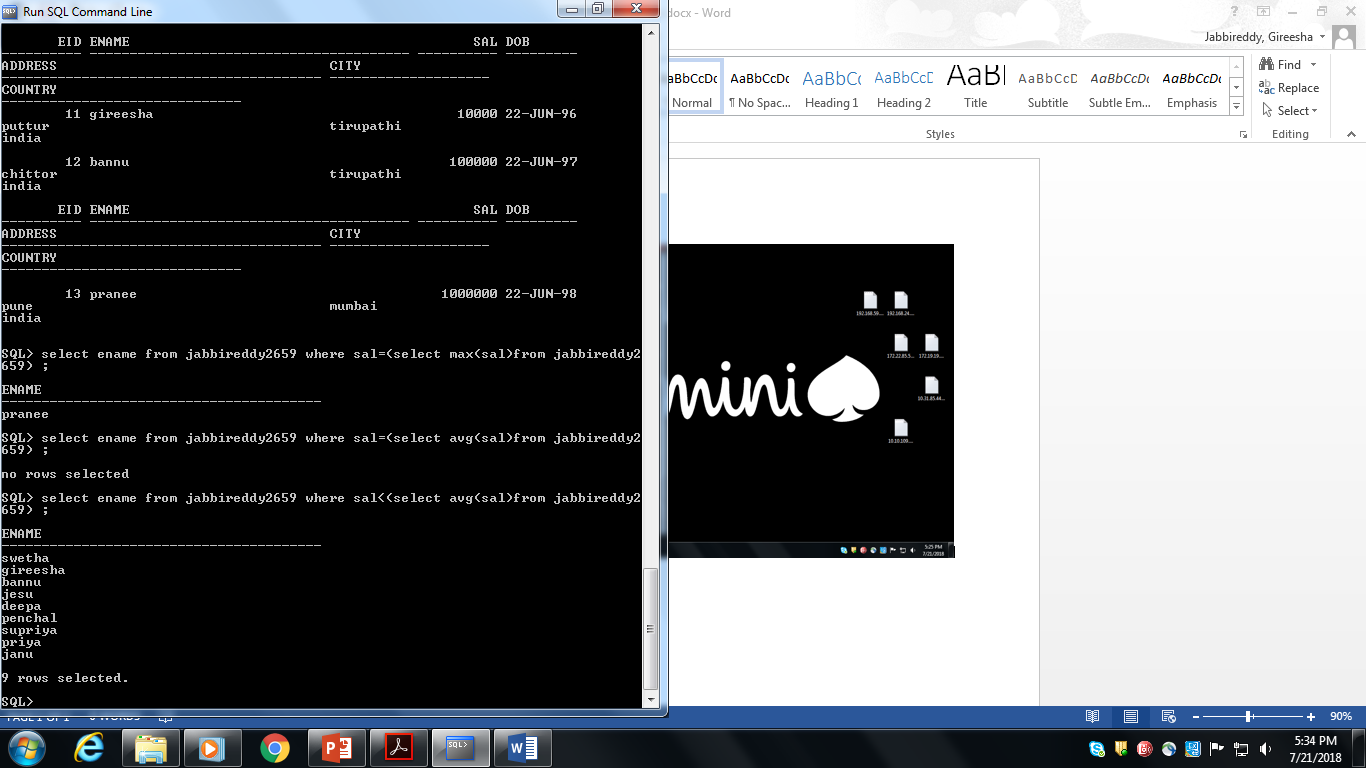 Run SQL Command Line
EID ENAME SAL DOB
ADDRESS CITY
COUNTRY
11 gireesha 10000 22-JUN-96
puttur tirupathi
india
12 bannu 100000 22-JUN-97
chittor tirupathi
india
EID ENAME SAL DOB
ADDRESS CITY
COUNTRY
13 pranee 1000000 22-JUN-98
pune mumbai
india
SQL> select ename from jabbireddy2659 where sal=(select max(sal)from jabbireddy2
659) ;
ENAME
pranee
SQL> select ename from jabbireddy2659 where sal=(select avg(sal)from jabbireddy2
659) ;
no rows selected
SQL> select ename from jabbireddy2659 where sal<(select avg(sal)from jabbireddy2
659) ;
ENAME
swetha
gireesha
bannu
jesu
deepa
penchal
supriya
priya
janu
9 rows selected.
SQL>
docx - Word
Jabbireddy, Gireesha
AaBbCcDc AaBbCcDc AaBbCc AaBbCcD AaBl AaBbCcD AaBbCcDc AaBbCcDc
Normal ¶ No Spac... Heading 1 Heading 2 Title Subtitle Subtle Em... Emphasis
Styles
Find
Replace
Select
Editing
mini
5:25 PM
7/21/2018
90%
5:34 PM
7/21/2018